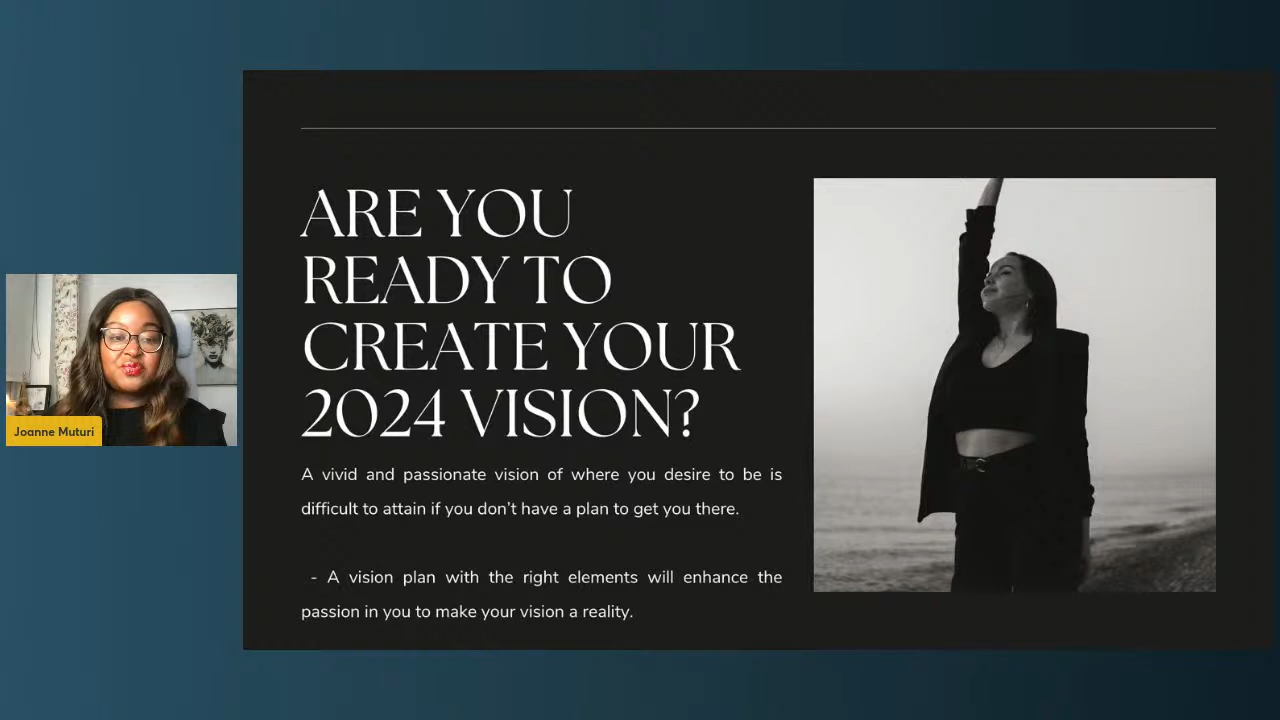 ARE YOU
READY TO
CREATE YOUR
2024 VISION?
A vivid and passionate vision of where you desire to be is
difficult to attain if you don't have a plan to get you there.
- A vision plan with the right elements will enhance the
passion in you to make your vision a reality.
Joanne Muturi